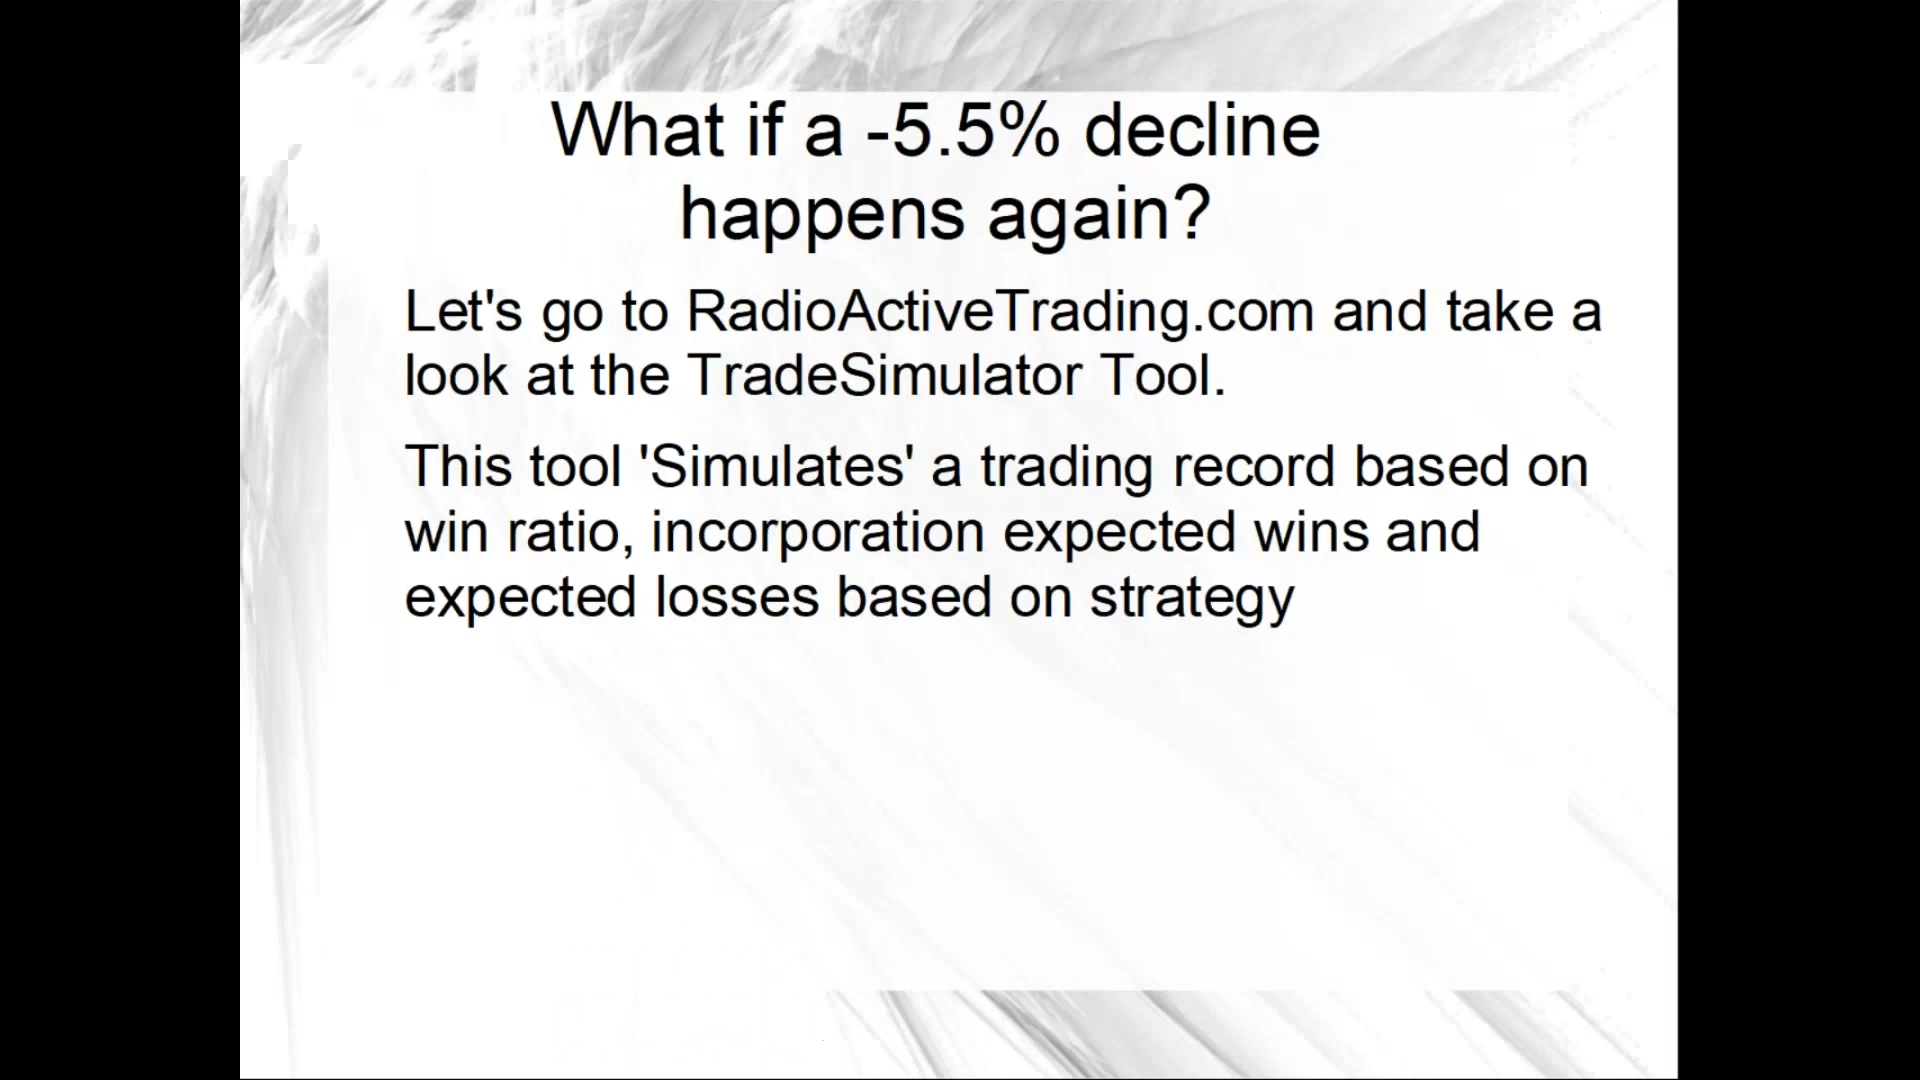 What if a -5.5% decline
happens again?
Let's go to RadioActiveTrading.com and take a
look at the TradeSimulator Tool.
This tool 'Simulates' a trading record based on
win ratio, incorporation expected wins and
expected losses based on strategy